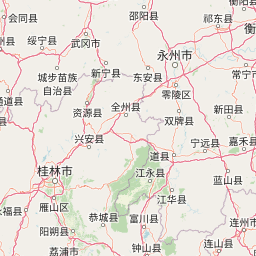 衡阳县
会同县
邵阳县
祁东县
衡
武冈市
绥宁县
永州市
新宁县
东安县
常宁
城步苗族
自治县
零陵区
通道县
全州县
资源县
双牌县
新田县
兴安县
宁远县
嘉禾县
道县
桂林市
江永县
蓝山县
雁山区
江华县
永福县
恭城县
富川县
连州
阳朔县
连山县
钟山县
荔浦市